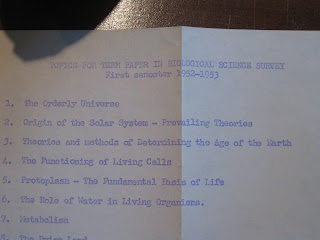 TOPICS FOR TERM PAPER IN BIOLOGICAL SCIENCE SURVEY
First semester 1952-1953
1. The Orderly Universe
2. Origin of the Solar System - Prevailing Theories
3. Theories and methods of Determining the Age of the Earth
4. The Functioning of Living Cells
5. Protoplasm - The Fundamental Basis of Life
6. The Role of Water in Living Organisms.
7. Metabolism
8. The